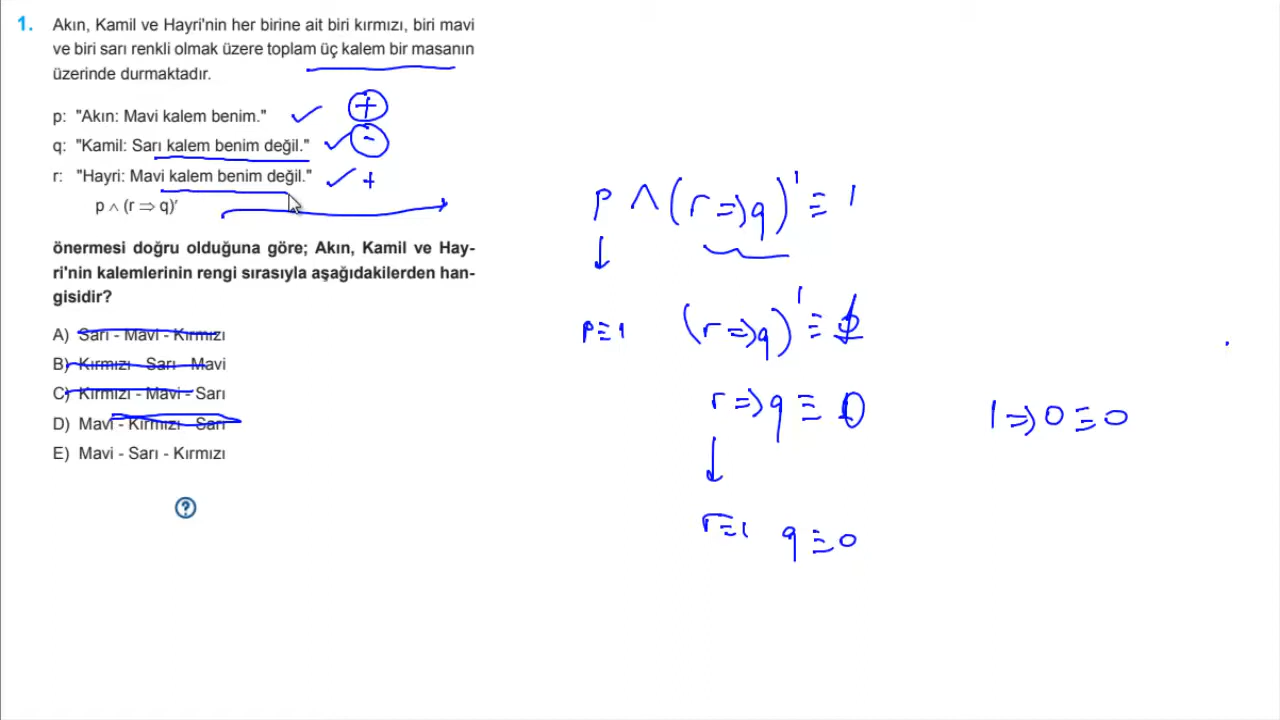 1. Akın, Kamil ve Hayri'nin her birine ait biri kırmızı, biri mavi
ve biri sarı renkli olmak üzere toplam üç kalem bir masanın
üzerinde durmaktadır.
p: "Akın: Mavi kalem benim." +
q: "Kamil: Sarı kalem benim değil." -
r: "Hayri: Mavi kalem benim değil." +
p ∧ (r ⇒ q)'
önermesi doğru olduğuna göre; Akın, Kamil ve Hay-
ri'nin kalemlerinin rengi sırasıyla aşağıdakilerden han-
gisidir?
A) Sarı - Mavi - Kırmızı
B) Kırmızı - Sarı - Mavi
C) Kırmızı - Mavi - Sarı
D) Mavi - Kırmızı - Sarı
E) Mavi - Sarı - Kırmızı
?
p ∧ (r ⇒ q)' ≡ 1
p ≡ 1 (r ⇒ q)' ≡ 1
r ⇒ q ≡ 0 1 ⇒ 0 ≡ 0
r ≡ 1 q ≡ 0